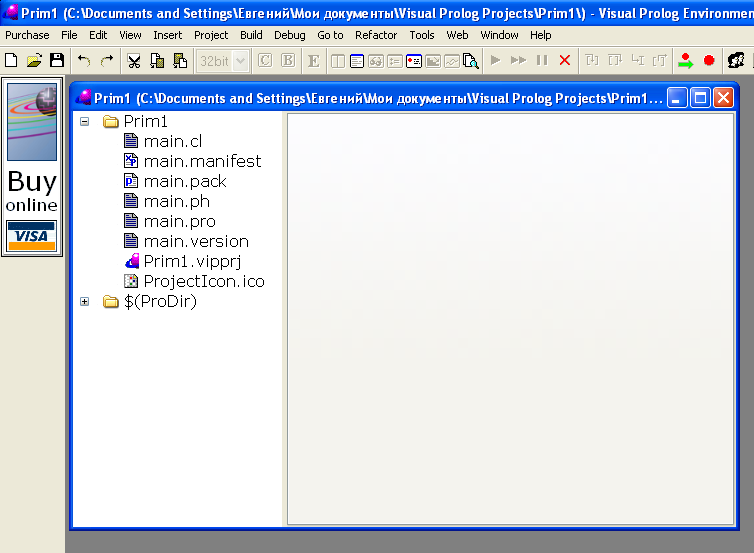 Prim1 (C:\Documents and Settings\Евгений\Мои документы\Visual Prolog Projects\Prim1\) - Visual Prolog Environmen
Purchase File Edit View Insert Project Build Debug Go to Refactor Tools Web Window Help
32bit C B E
Buy
online
VISA
Prim1 (C:\Documents and Settings\Евгений\Мои документы\Visual Prolog Projects\Prim1...
Prim1
main.cl
main.manifest
main.pack
main.ph
main.pro
main.version
Prim1.vipprj
ProjectIcon.ico
$(ProDir)